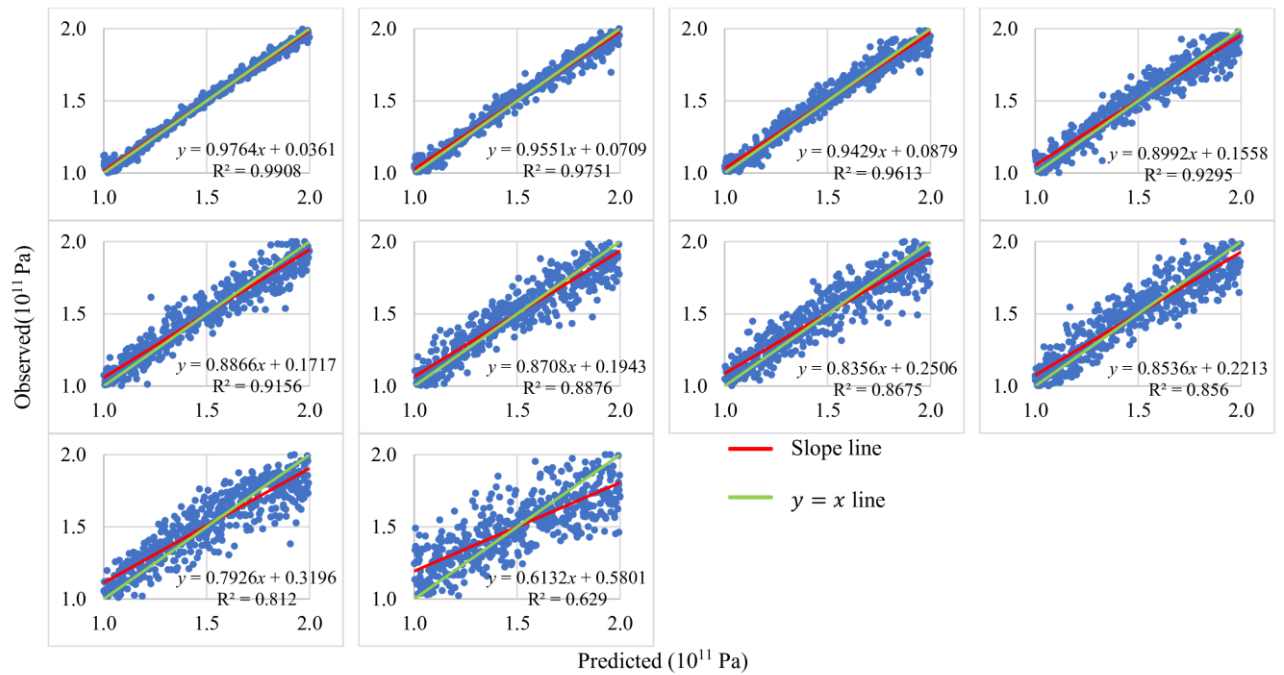 2.0
1.5
1.0
1.0 1.5 2.0
y = 0.9764x + 0.0361
R² = 0.9908
2.0
1.5
1.0
1.0 1.5 2.0
y = 0.9551x + 0.0709
R² = 0.9751
2.0
1.5
1.0
1.0 1.5 2.0
y = 0.9429x + 0.0879
R² = 0.9613
2.0
1.5
1.0
1.0 1.5 2.0
y = 0.8992x + 0.1558
R² = 0.9295
Observed(10¹¹ Pa)
2.0
1.5
1.0
1.0 1.5 2.0
y = 0.8866x + 0.1717
R² = 0.9156
2.0
1.5
1.0
1.0 1.5 2.0
y = 0.8708x + 0.1943
R² = 0.8876
2.0
1.5
1.0
1.0 1.5 2.0
y = 0.8356x + 0.2506
R² = 0.8675
2.0
1.5
1.0
1.0 1.5 2.0
y = 0.8536x + 0.2213
R² = 0.856
2.0
1.5
1.0
1.0 1.5 2.0
y = 0.7926x + 0.3196
R² = 0.812
2.0
1.5
1.0
1.0 1.5 2.0
y = 0.6132x + 0.5801
R² = 0.629
Slope line
y = x line
Predicted (10¹¹ Pa)